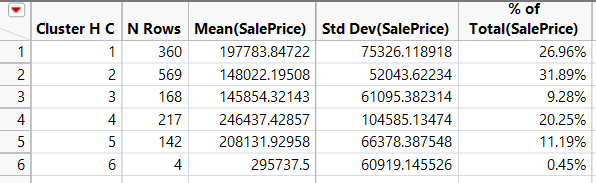 % of
Cluster H C N Rows Mean(SalePrice) Std Dev(SalePrice) Total(SalePrice)
1 1 360 197783.84722 75326.118918 26.96%
2 2 569 148022.19508 52043.62234 31.89%
3 3 168 145854.32143 61095.382314 9.28%
4 4 217 246437.42857 104585.13474 20.25%
5 5 142 208131.92958 66378.387548 11.19%
6 6 4 295737.5 60919.145526 0.45%